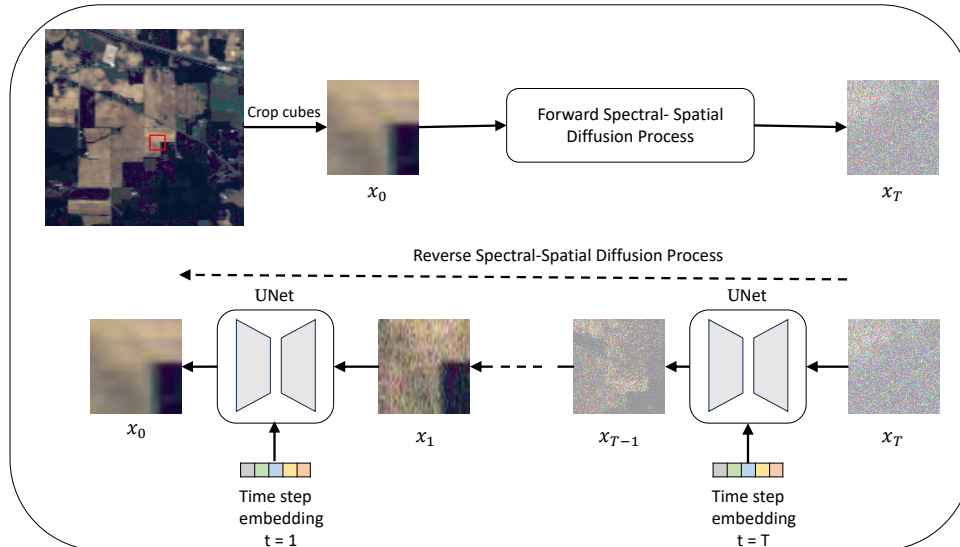 Crop cubes
Forward Spectral- Spatial
Diffusion Process
x_0
x_T
Reverse Spectral-Spatial Diffusion Process
UNet
UNet
x_0
x_1
x_{T-1}
x_T
Time step
embedding
t = 1
Time step
embedding
t = T